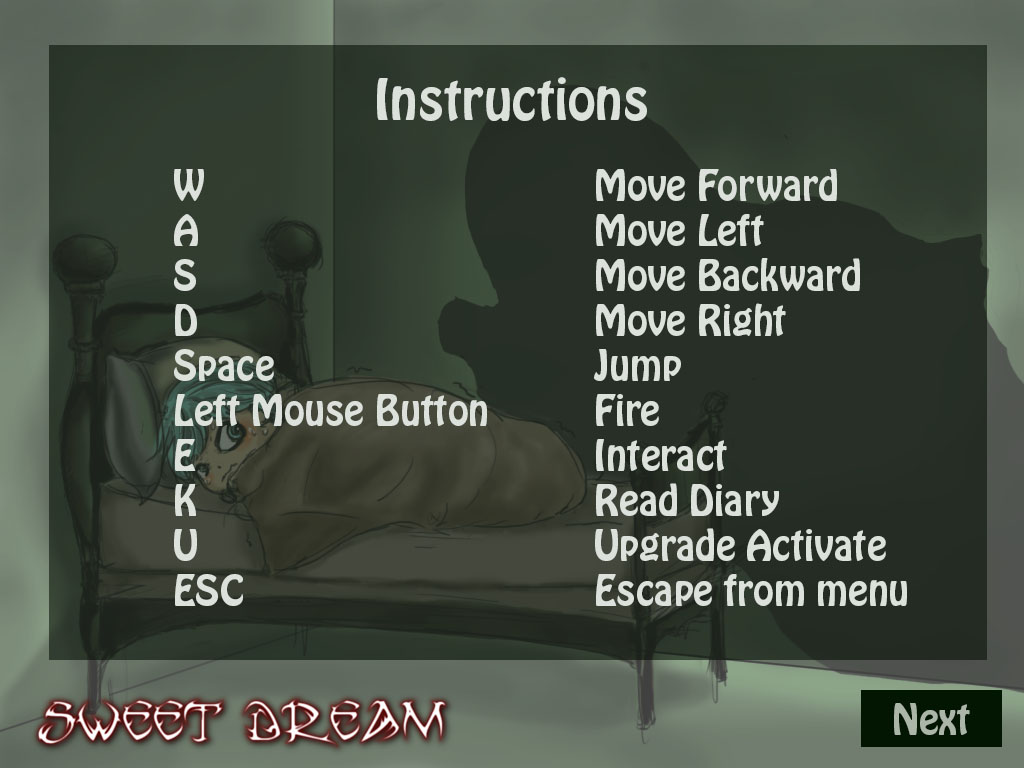 Instructions
W Move Forward
A Move Left
S Move Backward
D Move Right
Space Jump
Left Mouse Button Fire
E Interact
K Read Diary
U Upgrade Activate
ESC Escape from menu
SWEET DREAM
Next